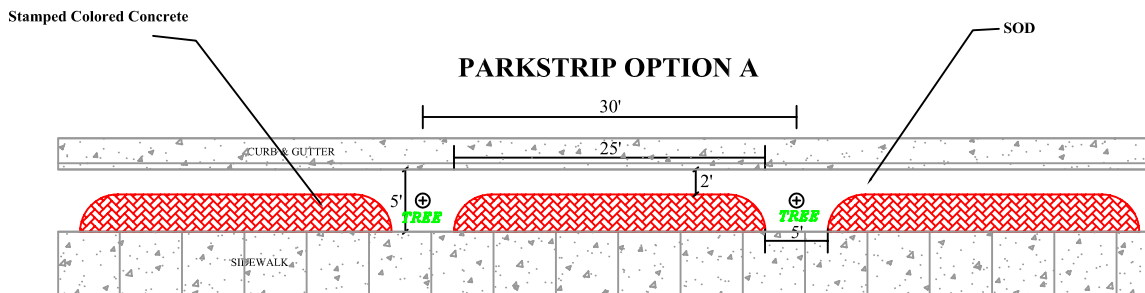 Stamped Colored Concrete
SOD
PARKSTRIP OPTION A
30'
CURB & GUTTER
25'
5'
2'
TREE
TREE
5'
SIDEWALK